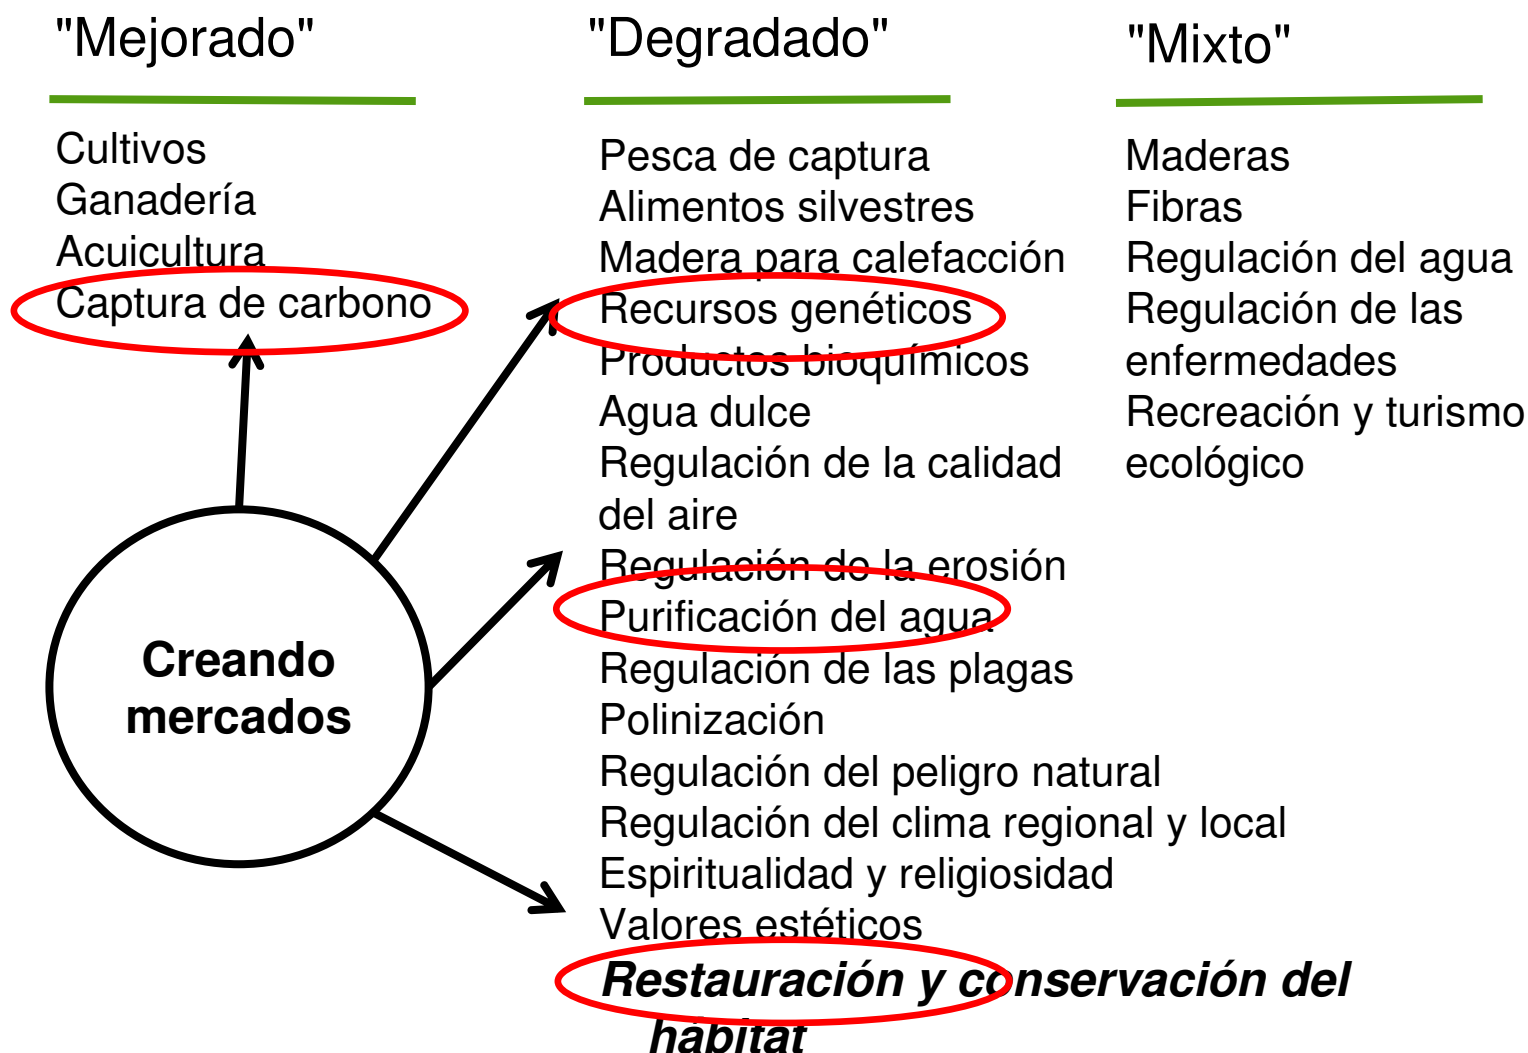 "Mejorado"
Cultivos
Ganadería
Acuicultura
Captura de carbono
Creando
mercados
"Degradado"
Pesca de captura
Alimentos silvestres
Madera para calefacción
Recursos genéticos
Productos bioquímicos
Agua dulce
Regulación de la calidad
del aire
Regulación de la erosión
Purificación del agua
Regulación de las plagas
Polinización
Regulación del peligro natural
Regulación del clima regional y local
Espiritualidad y religiosidad
Valores estéticos
Restauración y conservación del
hábitat
"Mixto"
Maderas
Fibras
Regulación del agua
Regulación de las
enfermedades
Recreación y turismo
ecológico